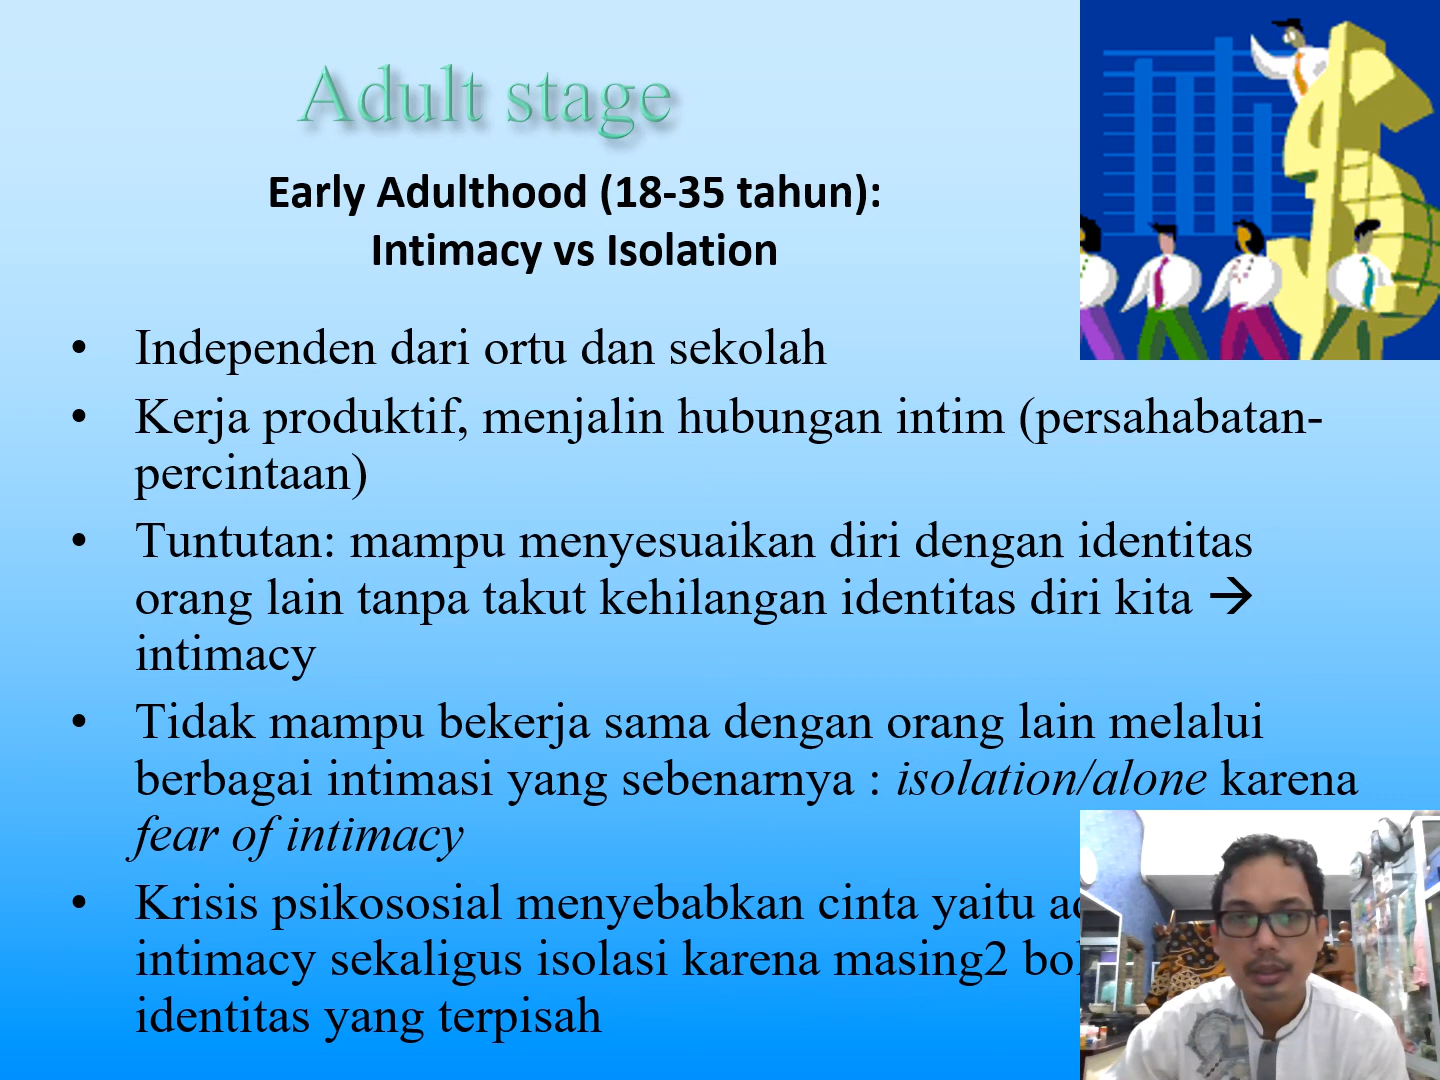 Adult stage
Early Adulthood (18-35 tahun):
Intimacy vs Isolation
• Independen dari ortu dan sekolah
• Kerja produktif, menjalin hubungan intim (persahabatan-
percintaan)
• Tuntutan: mampu menyesuaikan diri dengan identitas
orang lain tanpa takut kehilangan identitas diri kita →
intimacy
• Tidak mampu bekerja sama dengan orang lain melalui
berbagai intimasi yang sebenarnya : isolation/alone karena
fear of intimacy
• Krisis psikososial menyebabkan cinta yaitu
intimacy sekaligus isolasi karena masing2
identitas yang terpisah